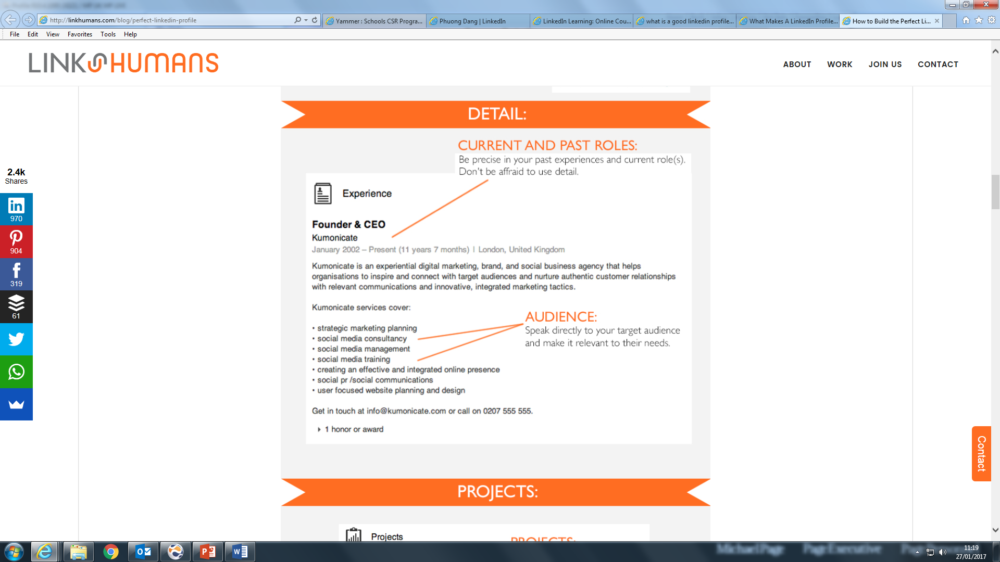 http://linkhumans.com/blog/perfect-linkedin-profile
Yammer : Schools CSR Progra...
Phuong Dang | LinkedIn
LinkedIn Learning: Online Cou...
what is a good linkedin profile...
What Makes A LinkedIn Profile...
How to Build the Perfect Li...
File Edit View Favorites Tools Help
LINK HUMANS
ABOUT WORK JOIN US CONTACT
DETAIL:
CURRENT AND PAST ROLES:
Be precise in your past experiences and current role(s).
Don't be affraid to use detail.
2.4k
Shares
970
904
319
61
Experience
Founder & CEO
Kumonicate
January 2002 – Present (11 years 7 months) | London, United Kingdom
Kumonicate is an experiential digital marketing, brand, and social business agency that helps
organisations to inspire and connect with target audiences and nurture authentic customer relationships
with relevant communications and innovative, integrated marketing tactics.
Kumonicate services cover:
• strategic marketing planning
• social media consultancy
• social media management
• social media training
• creating an effective and integrated online presence
• social pr /social communications
• user focused website planning and design
AUDIENCE:
Speak directly to your target audience
and make it relevant to their needs.
Get in touch at info@kumonicate.com or call on 0207 555 555.
1 honor or award
Contact
PROJECTS:
Projects
PROJECTS:
Michael Page
Page Executive
11:19
27/01/2017